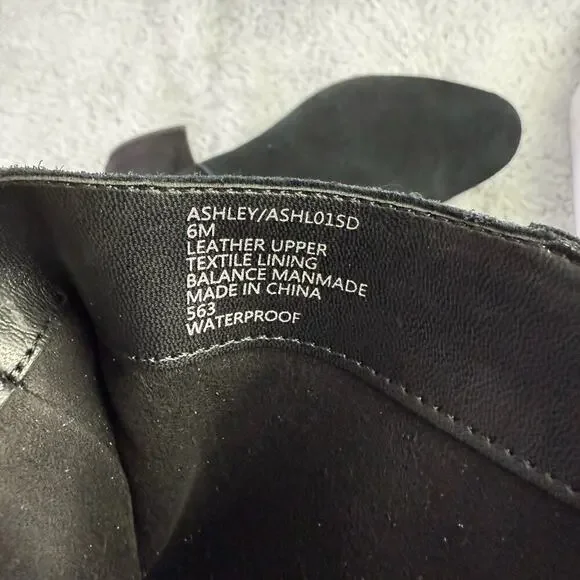 ASHLEY/ASHL01SD
6M
LEATHER UPPER
TEXTILE LINING
BALANCE MANMADE
MADE IN CHINA
563
WATERPROOF